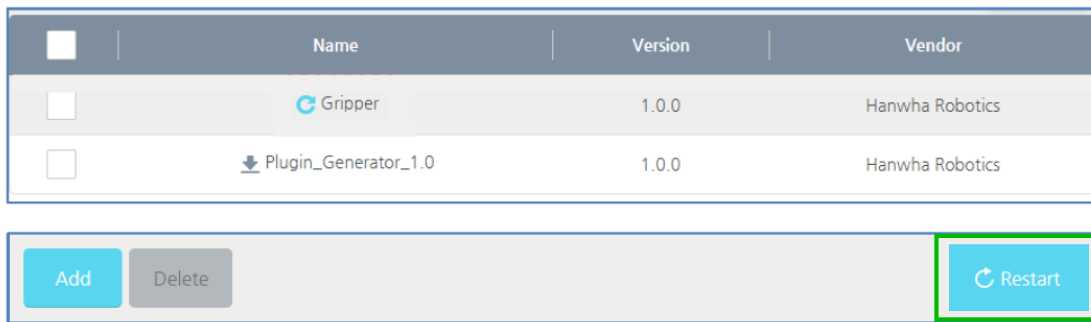 Name Version Vendor
Gripper 1.0.0 Hanwha Robotics
Plugin_Generator_1.0 1.0.0 Hanwha Robotics
Add Delete Restart